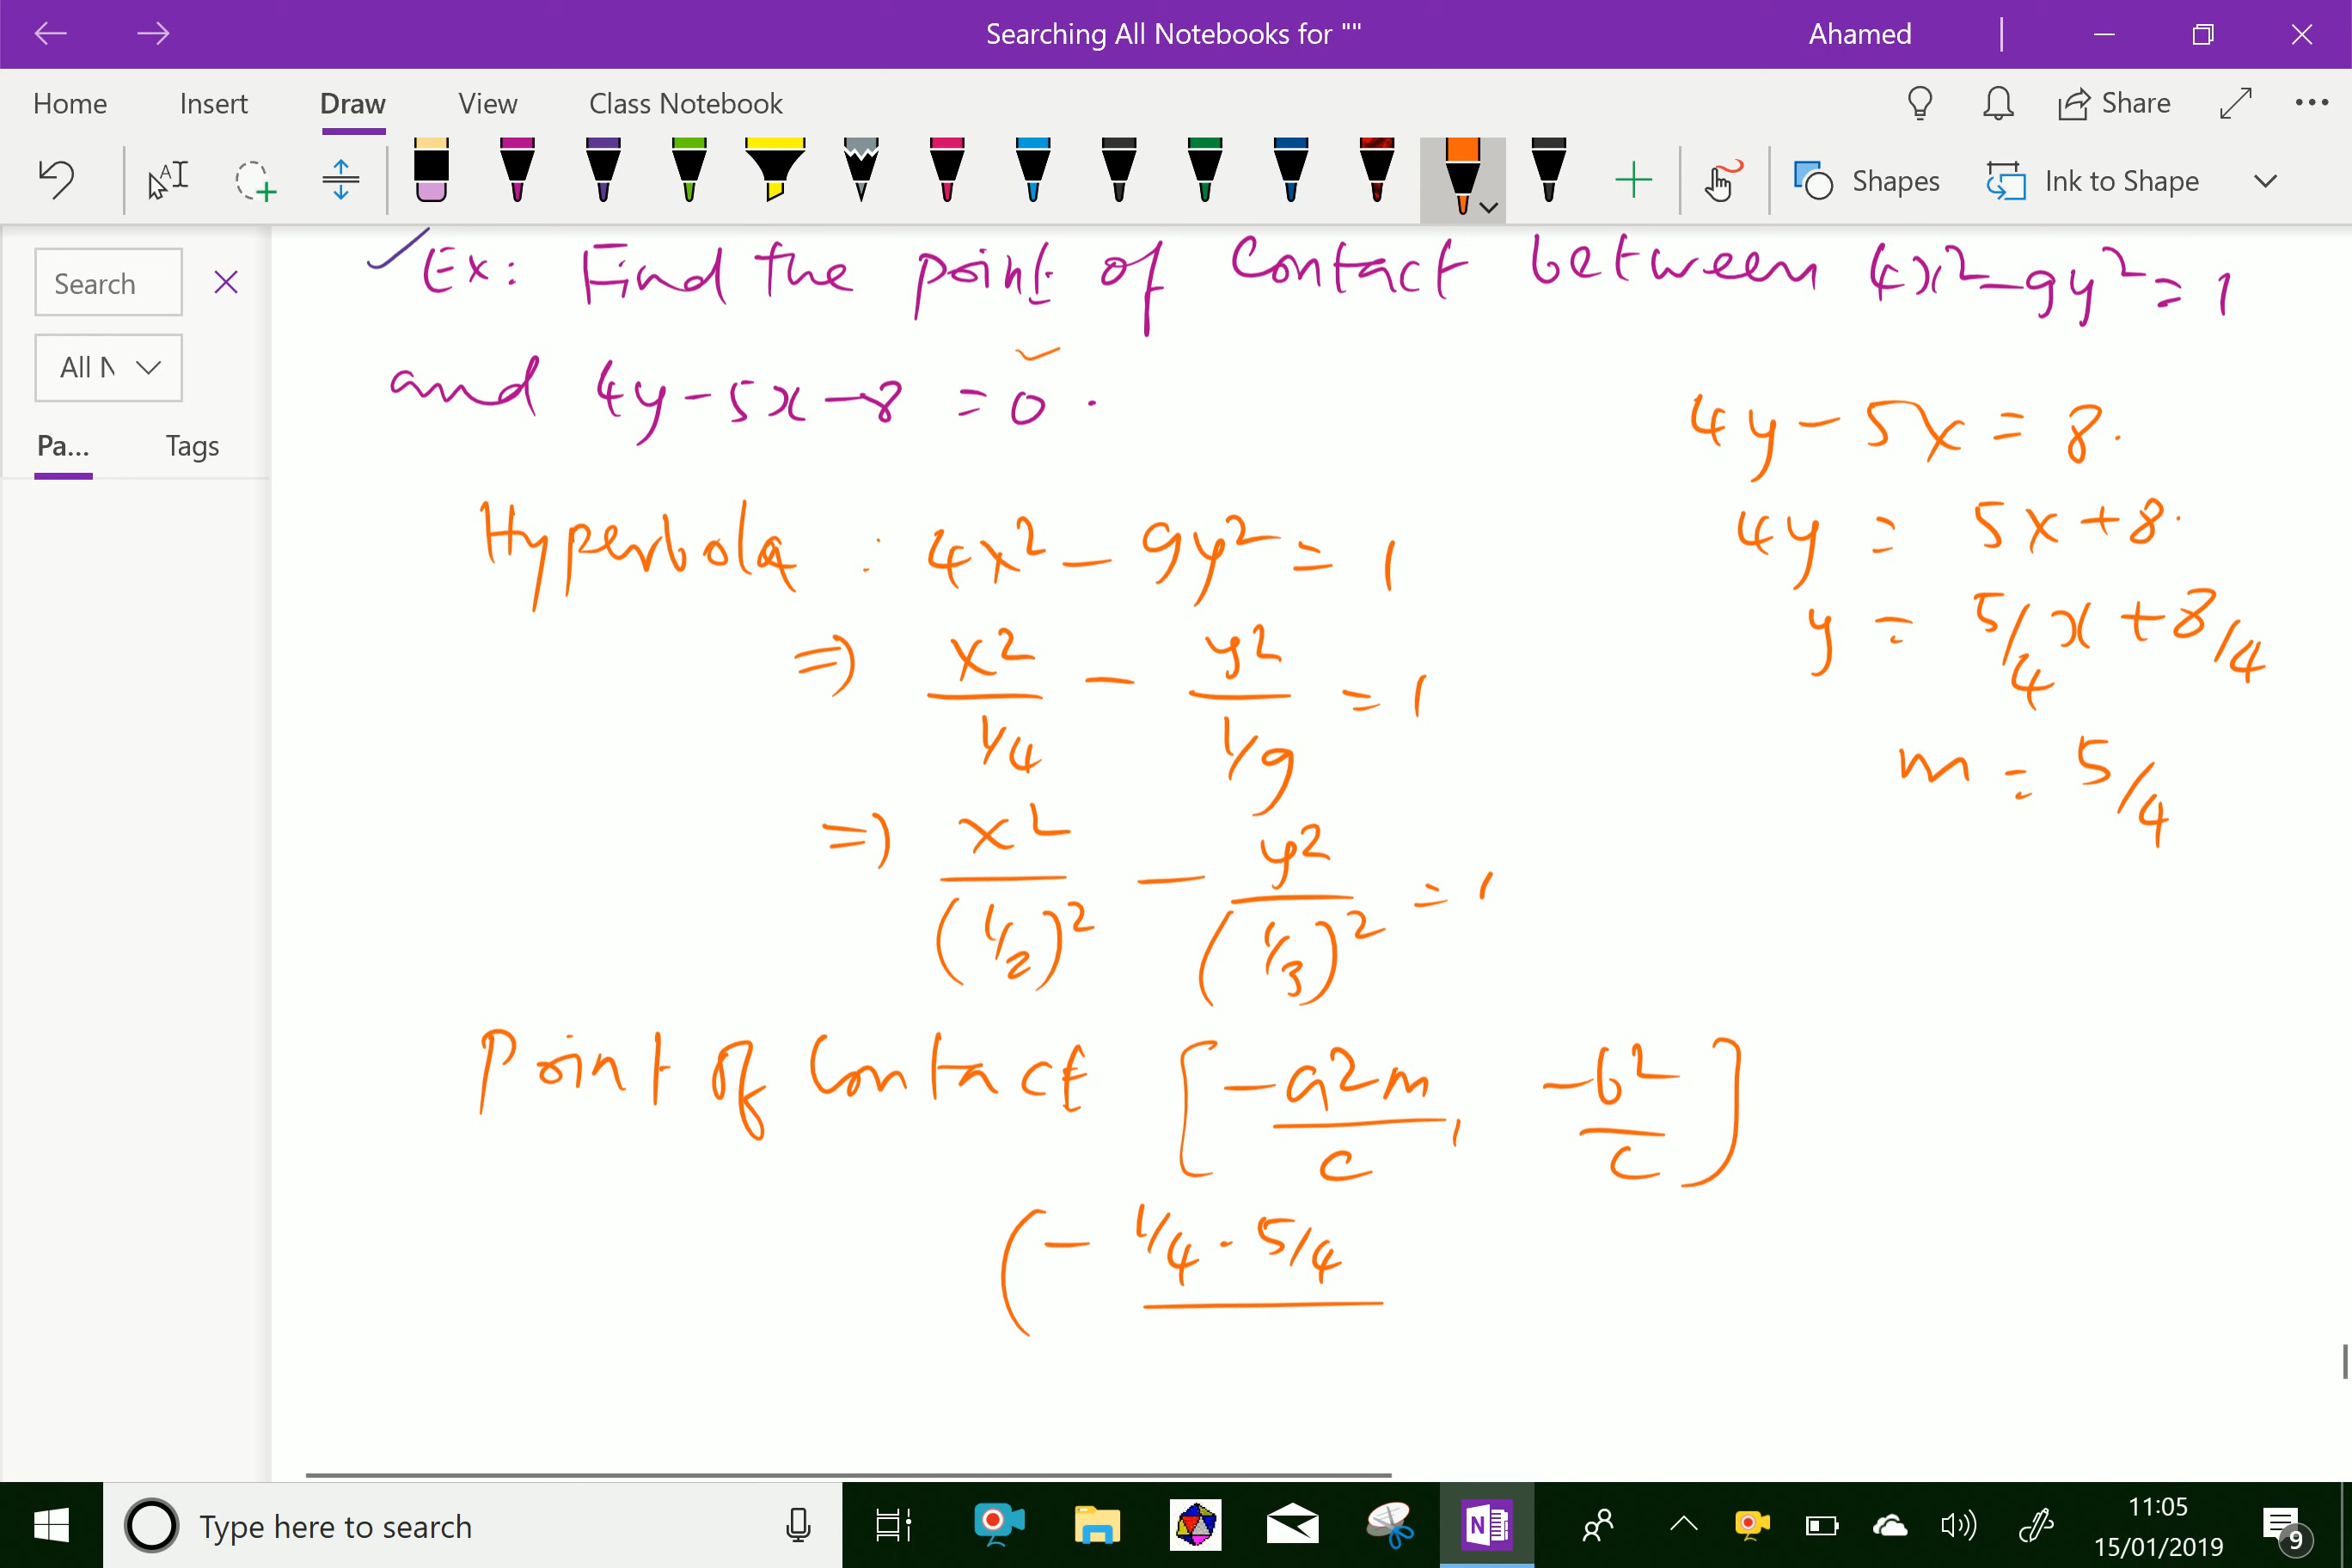 Searching All Notebooks for ""
Ahamed
Home Insert Draw View Class Notebook
Share
Shapes Ink to Shape
Search
All N
Pa... Tags
Ex: Find the point of Contact between 4x²-9y²=1
and 4y-5x-8=0.
4y-5x=8.
4y = 5x+8.
y = 5/4 x + 8/4
m = 5/4
Hyperbola : 4x² - 9y² = 1
⇒ x²/(1/4) - y²/(1/9) = 1
⇒ x²/(1/2)² - y²/(1/3)² = 1
Point of Contact [-a²m/c, -b²/c]
(- 1/4 . 5/4
Type here to search
11:05
15/01/2019
9